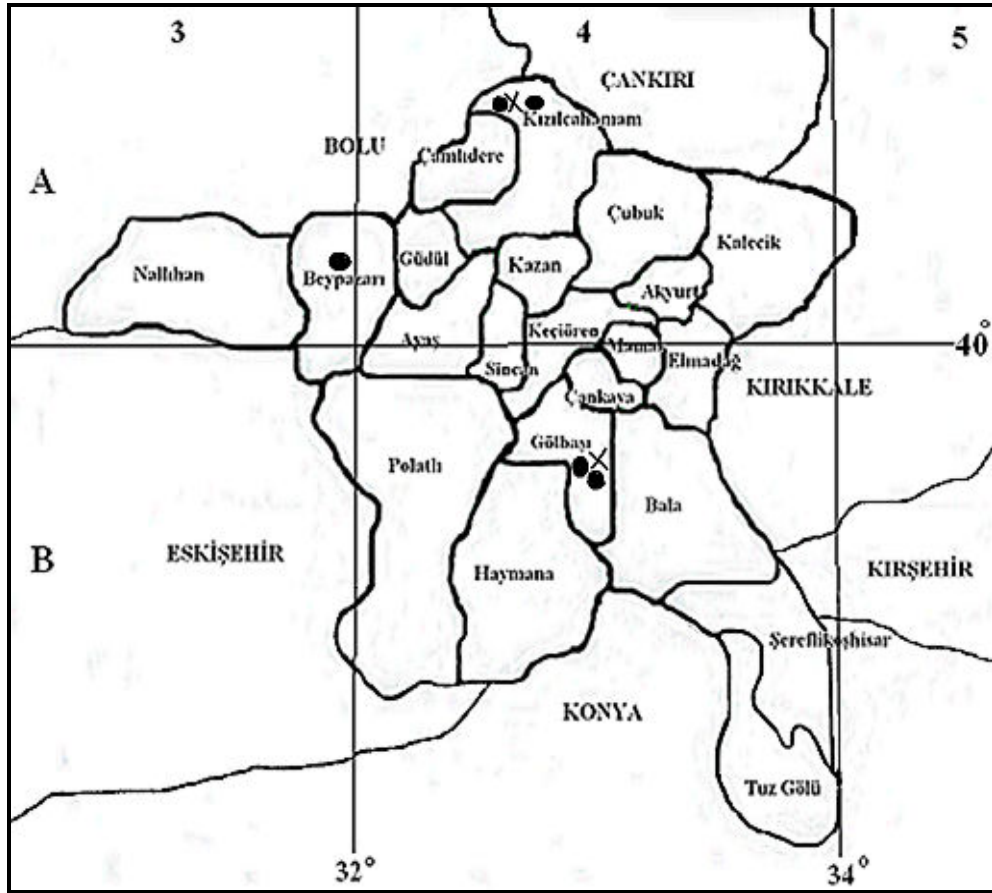 3 4 5
ÇANKIRI
Kızılcahamam
BOLU
Çamlıdere
A
Çubuk
Kalecik
Nallıhan
Beypazarı
Güdül
Kazan
Akyurt
Ayaş
Keçiören
Mamak
40°
Sincan
Elmadağ
KIRIKKALE
Çankaya
Gölbaşı
Polatlı
Bala
ESKİŞEHİR
B
Haymana
KIRŞEHİR
Şereflikoşhisar
KONYA
Tuz Gölü
32° 34°